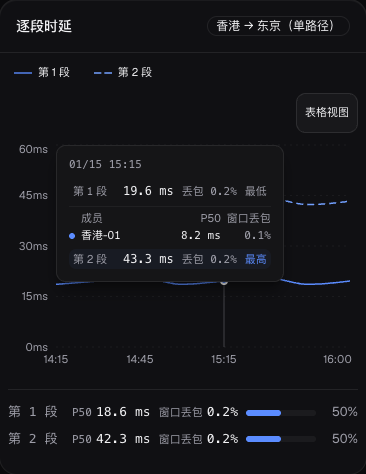 逐段时延
香港 → 东京（单路径）
第 1 段 第 2 段
表格视图
60ms
01/15 15:15
第 1 段 19.6 ms 丢包 0.2% 最低
45ms
成员 P50 窗口丢包
香港-01 8.2 ms 0.1%
30ms
第 2 段 43.3 ms 丢包 0.2% 最高
15ms
0ms
14:15 14:45 15:15 16:00
第 1 段 P50 18.6 ms 窗口丢包 0.2% 50%
第 2 段 P50 42.3 ms 窗口丢包 0.2% 50%